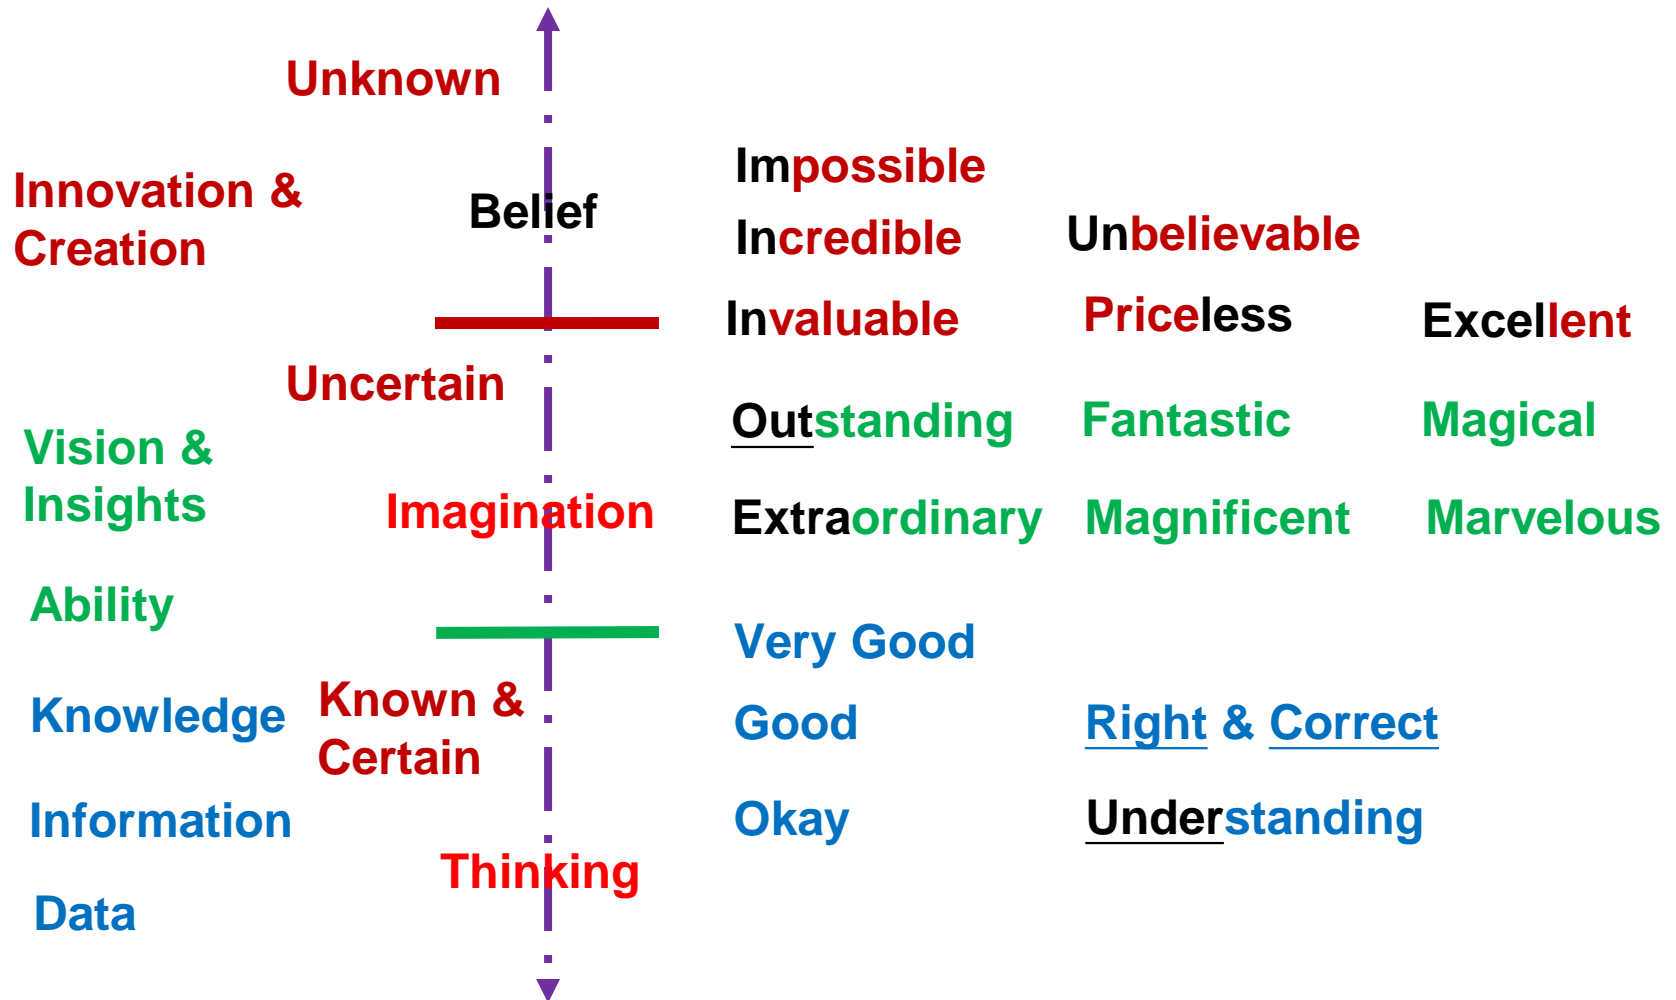 Unknown
Impossible
Innovation &
Creation
Belief
Incredible
Unbelievable
Invaluable
Priceless
Excellent
Uncertain
Outstanding
Fantastic
Magical
Vision &
Insights
Imagination
Extraordinary
Magnificent
Marvelous
Ability
Very Good
Knowledge
Known &
Certain
Good
Right & Correct
Information
Okay
Understanding
Thinking
Data